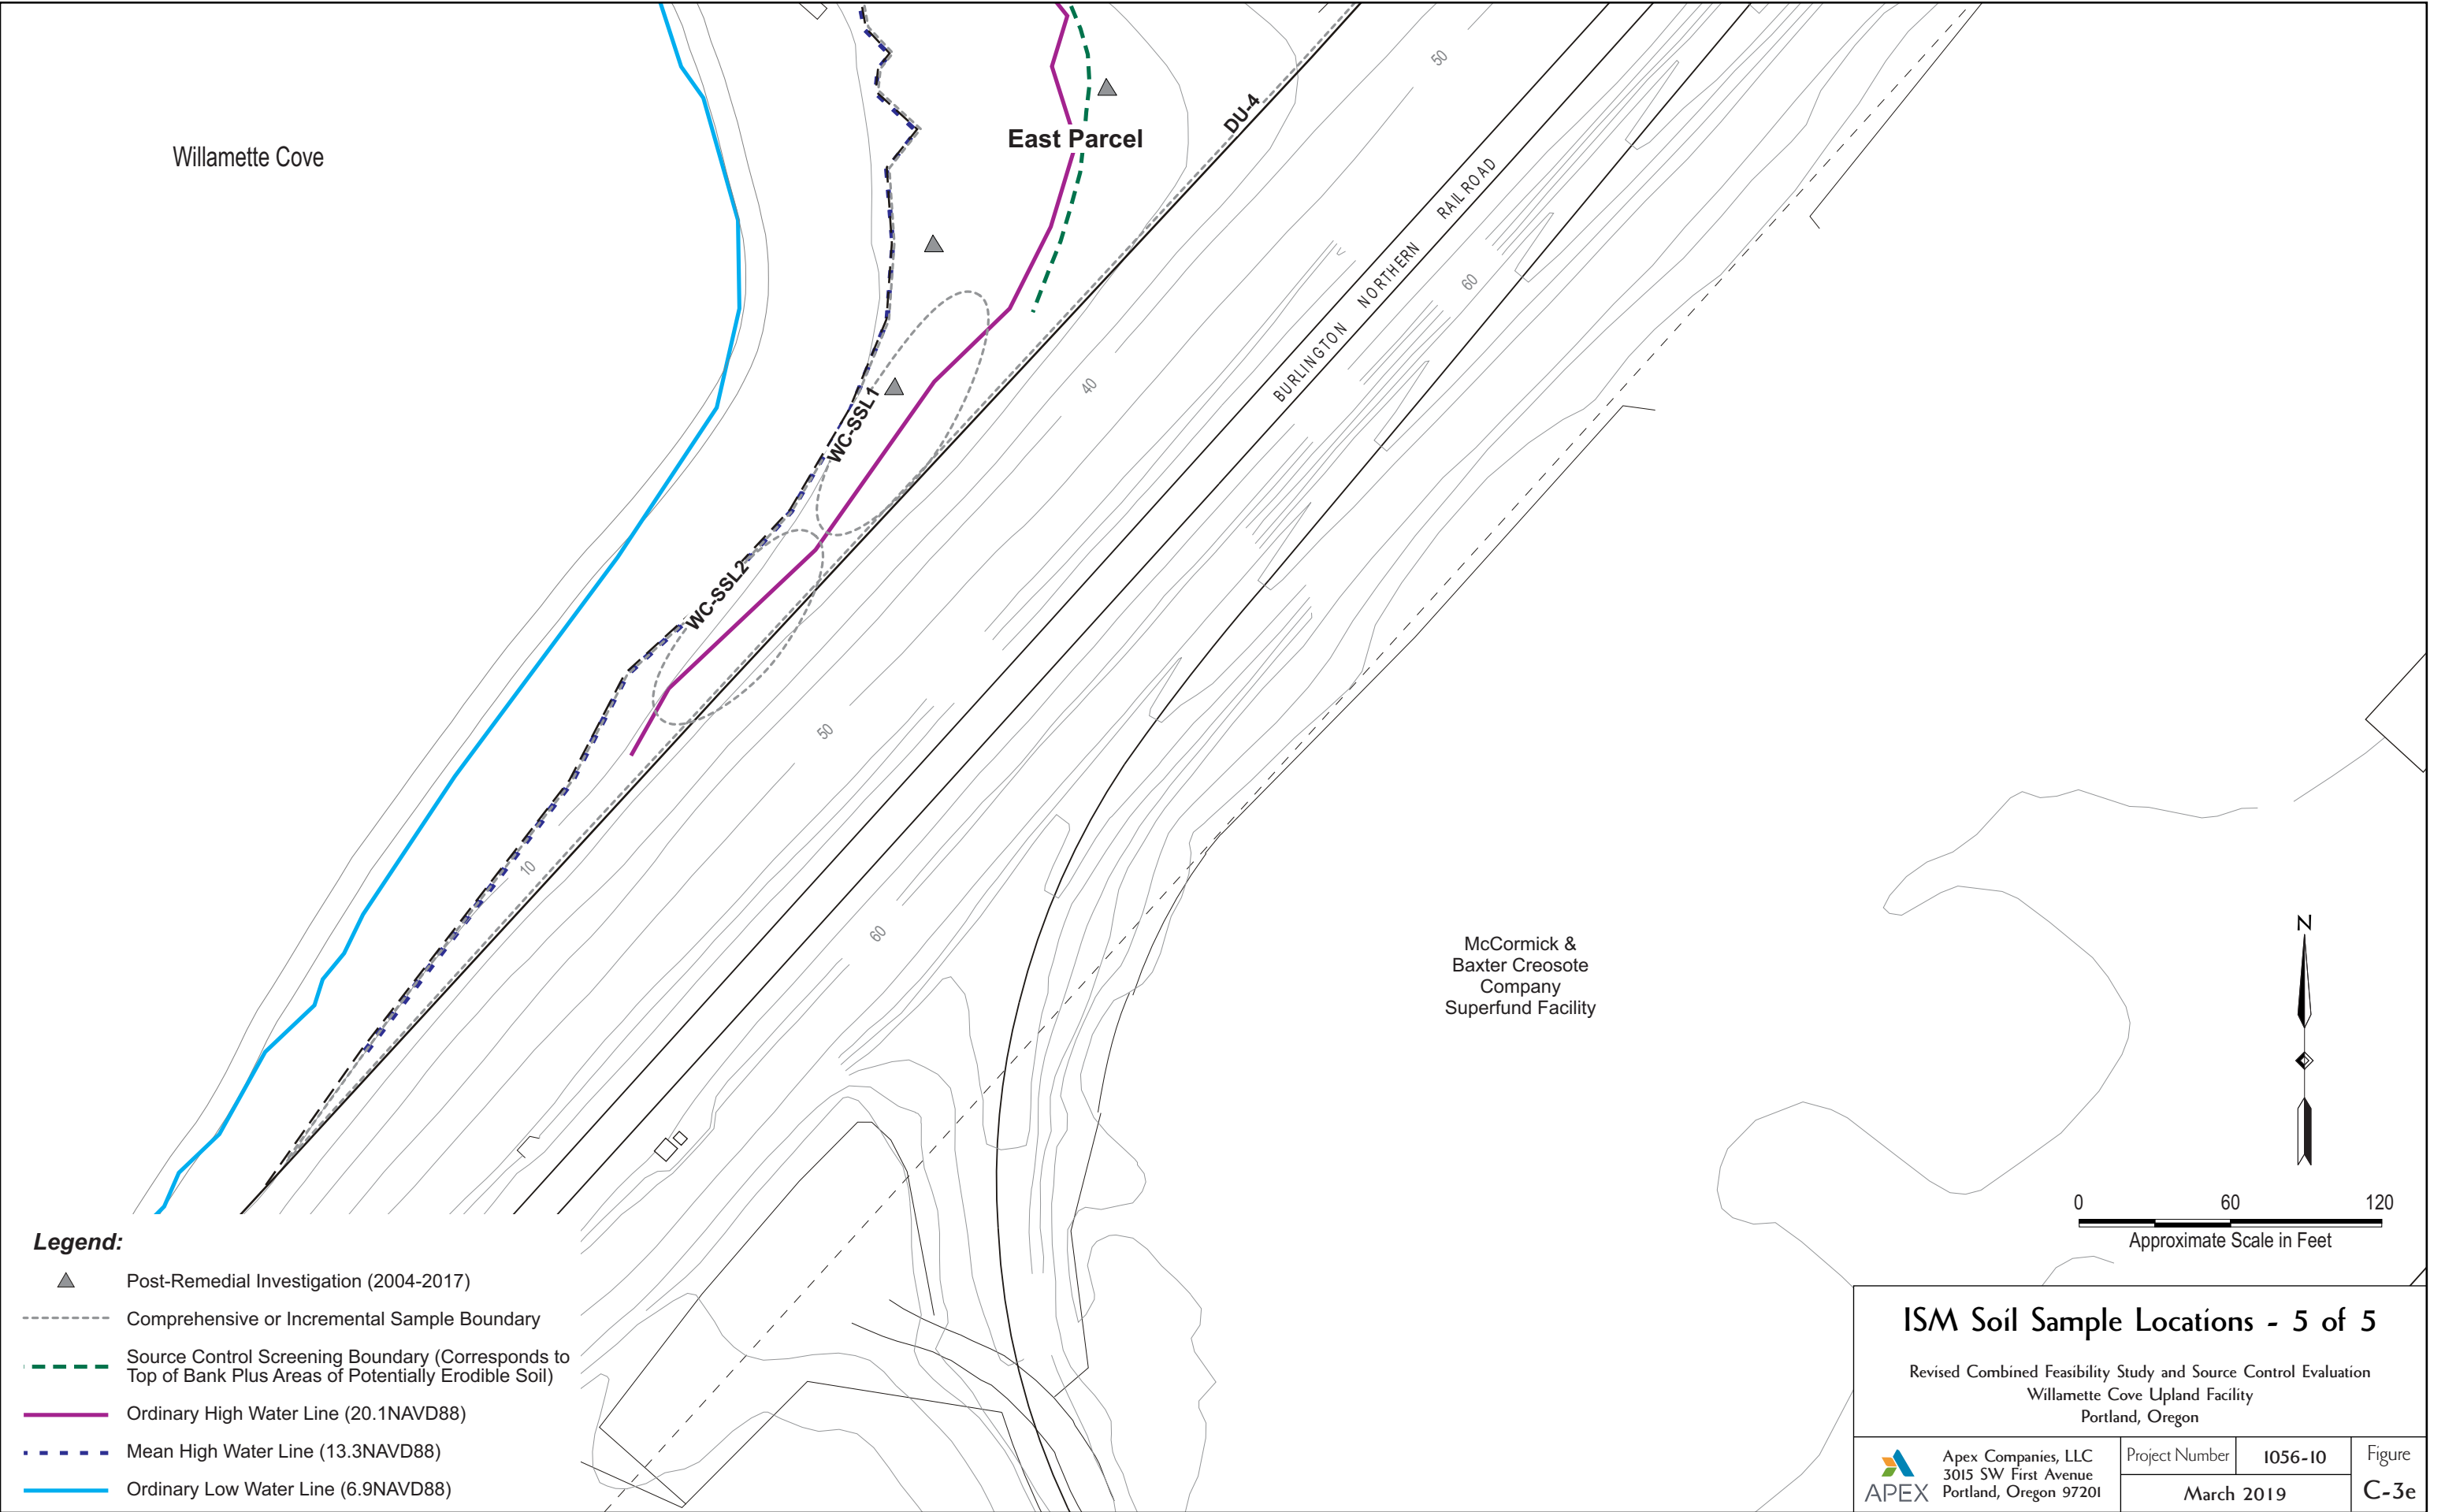 Willamette Cove
East Parcel
DU-4
50
BURLINGTON NORTHERN RAILROAD
60
40
WC-SSL1
WC-SSL2
50
10
60
McCormick &
Baxter Creosote
Company
Superfund Facility
N
0 60 120
Approximate Scale in Feet
Legend:
Post-Remedial Investigation (2004-2017)
Comprehensive or Incremental Sample Boundary
Source Control Screening Boundary (Corresponds to
Top of Bank Plus Areas of Potentially Erodible Soil)
Ordinary High Water Line (20.1NAVD88)
Mean High Water Line (13.3NAVD88)
Ordinary Low Water Line (6.9NAVD88)
ISM Soil Sample Locations - 5 of 5
Revised Combined Feasibility Study and Source Control Evaluation
Willamette Cove Upland Facility
Portland, Oregon
APEX
Apex Companies, LLC
3015 SW First Avenue
Portland, Oregon 97201
Project Number 1056-10
March 2019
Figure
C-3e